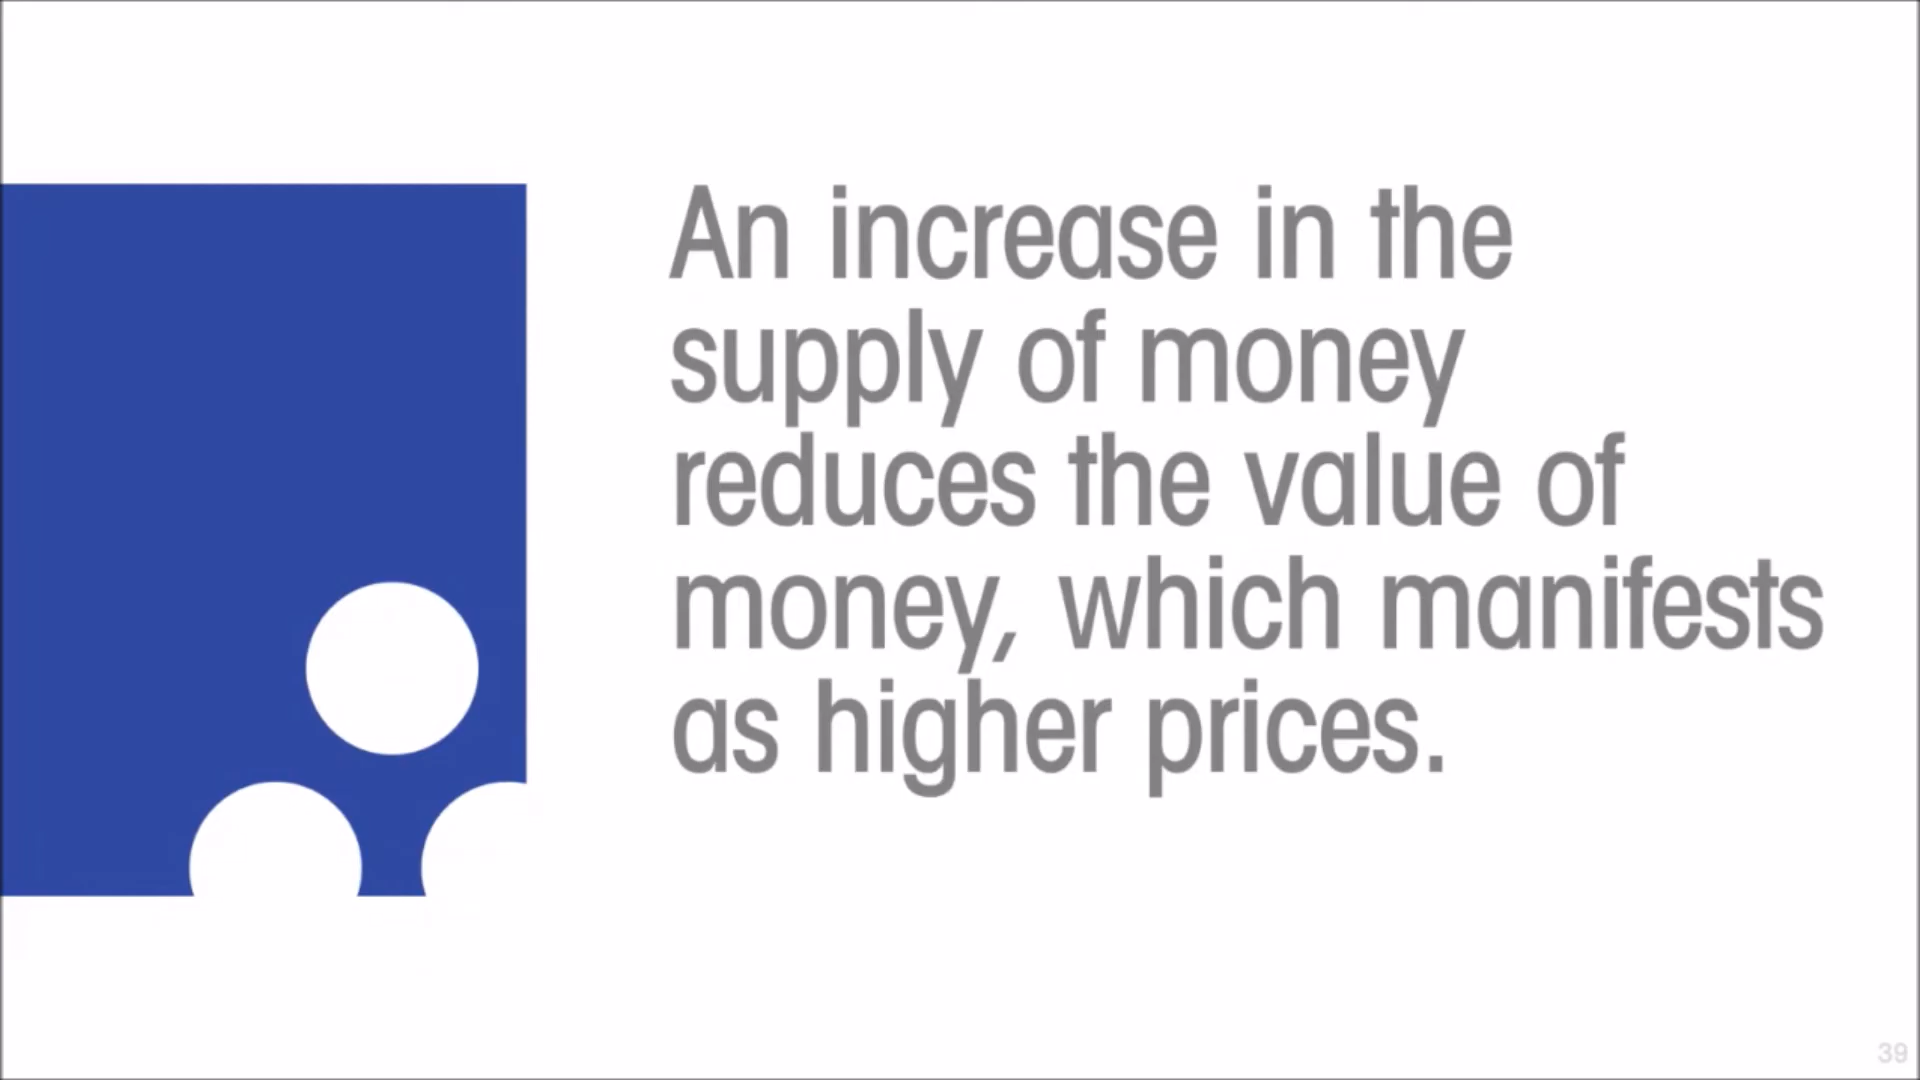 An increase in the
supply of money
reduces the value of
money, which manifests
as higher prices.
39